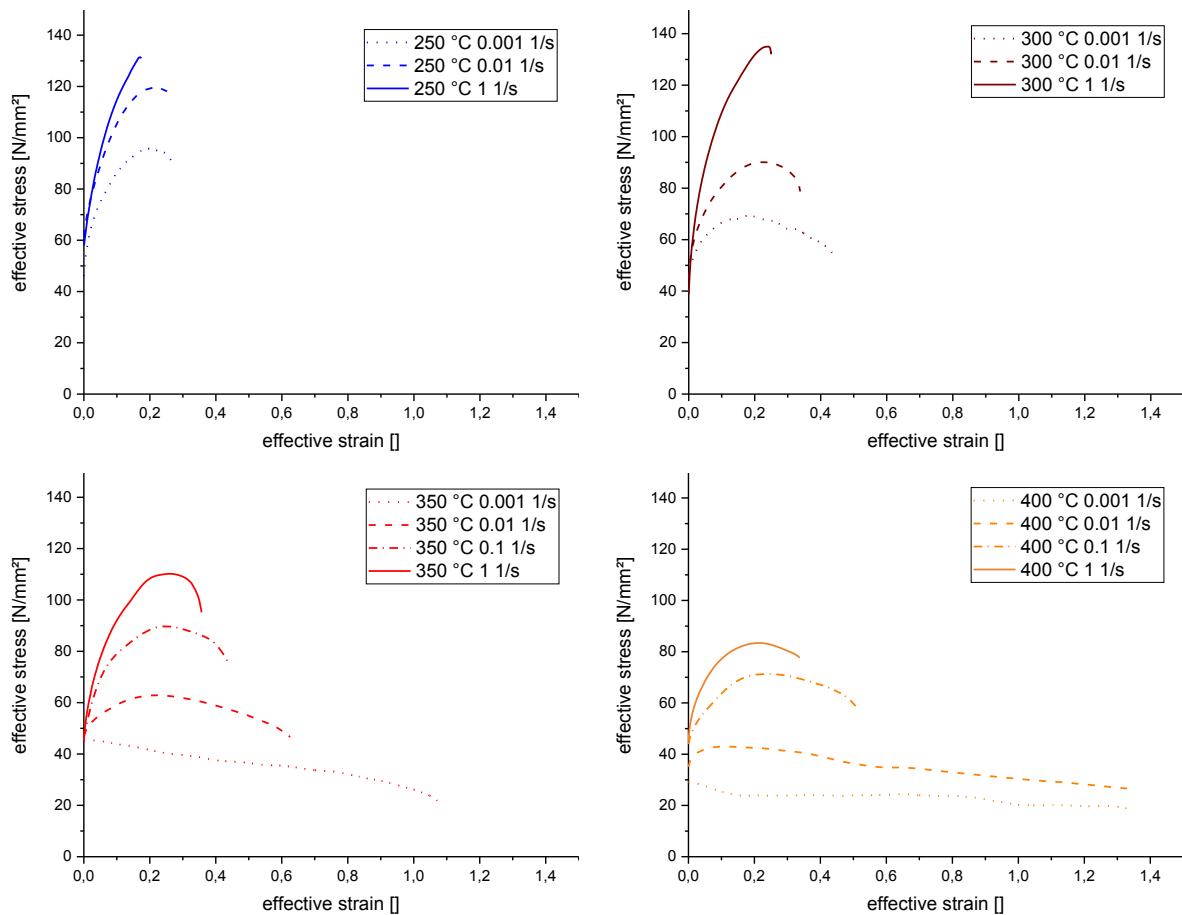 140
120
100
80
60
40
20
0
effective stress [N/mm²]
250 °C 0.001 1/s
250 °C 0.01 1/s
250 °C 1 1/s
0,0 0,2 0,4 0,6 0,8 1,0 1,2 1,4
effective strain []
140
120
100
80
60
40
20
0
effective stress [N/mm²]
300 °C 0.001 1/s
300 °C 0.01 1/s
300 °C 1 1/s
0,0 0,2 0,4 0,6 0,8 1,0 1,2 1,4
effective strain []
140
120
100
80
60
40
20
0
effective stress [N/mm²]
350 °C 0.001 1/s
350 °C 0.01 1/s
350 °C 0.1 1/s
350 °C 1 1/s
0,0 0,2 0,4 0,6 0,8 1,0 1,2 1,4
effective strain []
140
120
100
80
60
40
20
0
effective stress [N/mm²]
400 °C 0.001 1/s
400 °C 0.01 1/s
400 °C 0.1 1/s
400 °C 1 1/s
0,0 0,2 0,4 0,6 0,8 1,0 1,2 1,4
effective strain []